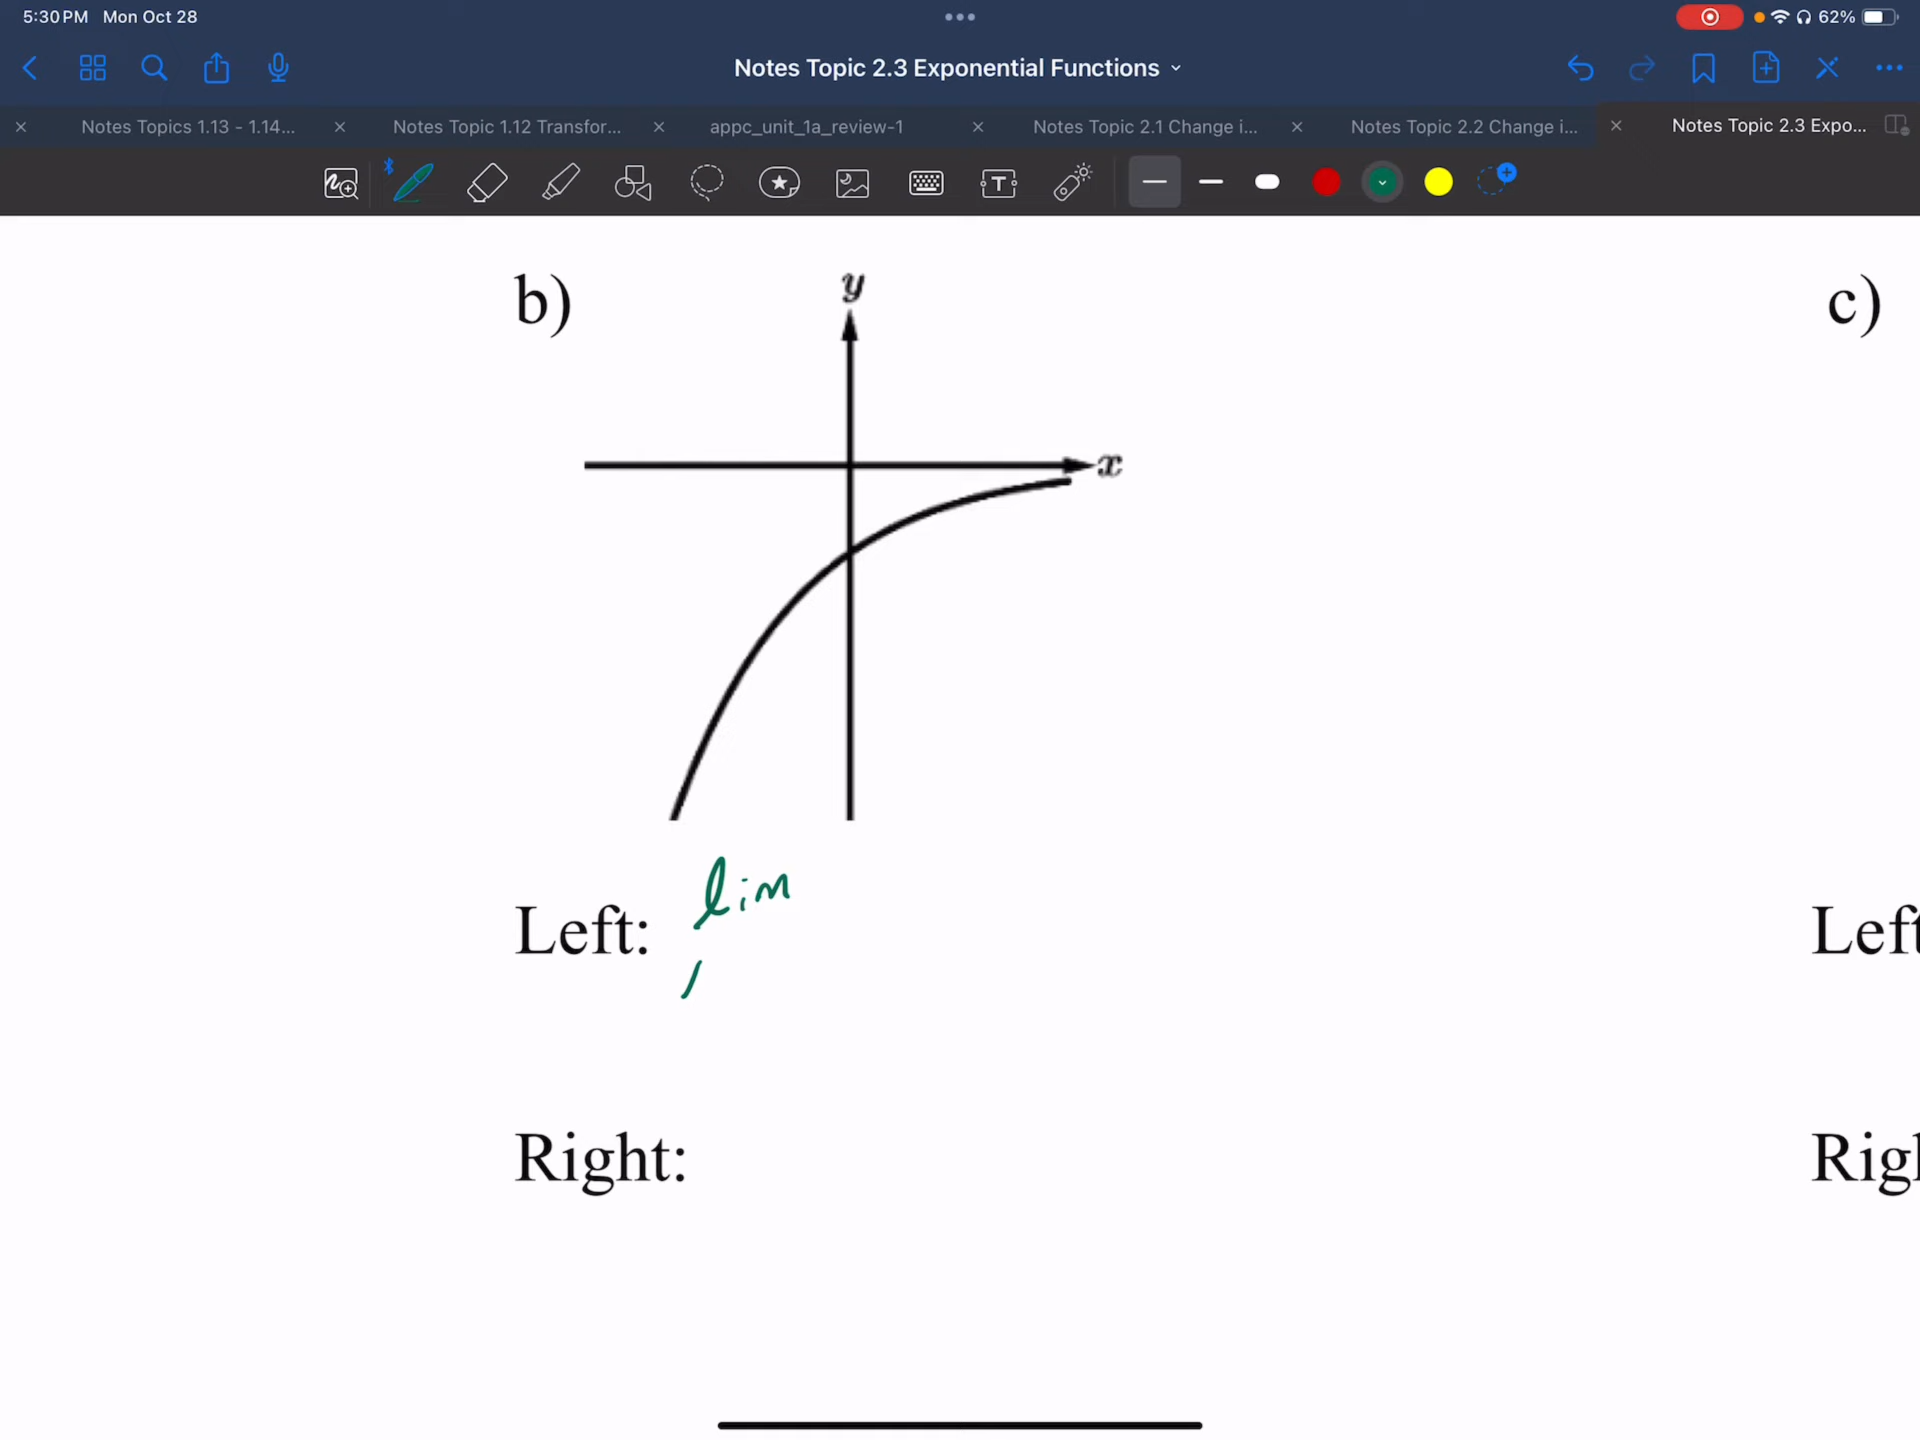 5:30 PM Mon Oct 28
62%
Notes Topic 2.3 Exponential Functions
Notes Topics 1.13 - 1.14...
Notes Topic 1.12 Transfor...
appc_unit_1a_review-1
Notes Topic 2.1 Change i...
Notes Topic 2.2 Change i...
Notes Topic 2.3 Expo...
T
b)
y
c)
x
lim
Left:
Left
Right:
Righ